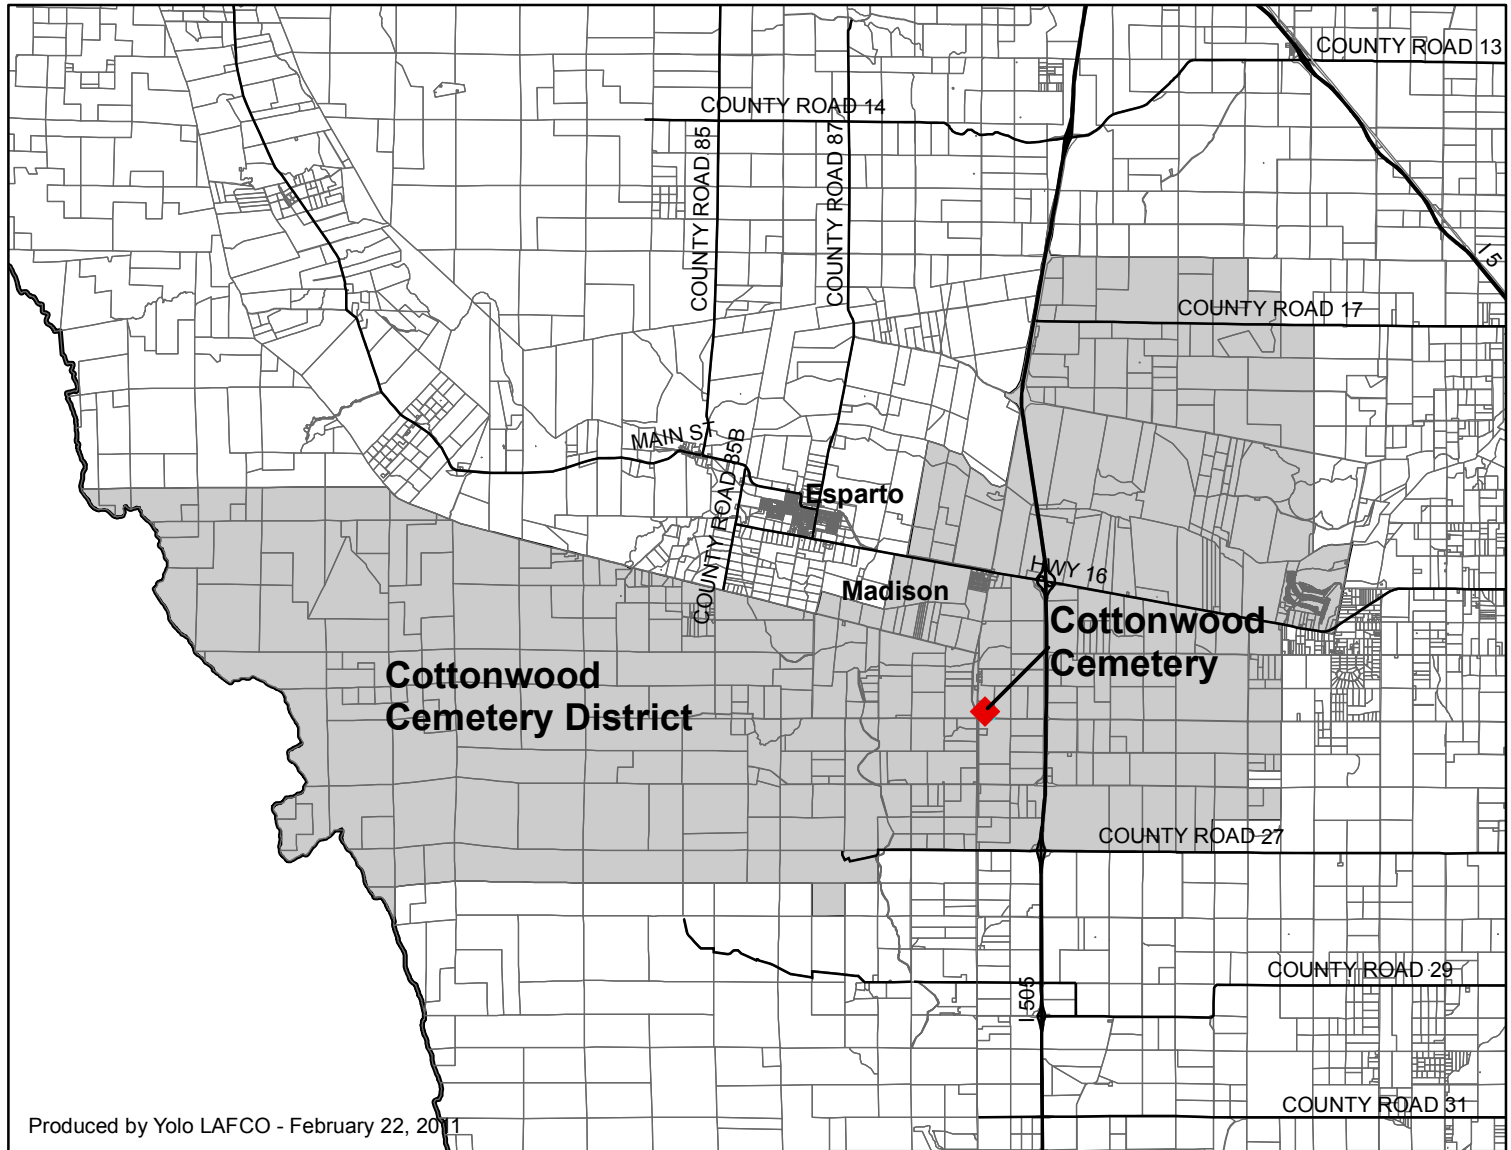 COUNTY ROAD 13
COUNTY ROAD 14
COUNTY ROAD 85
COUNTY ROAD 87
I 5
COUNTY ROAD 17
MAIN ST
COUNTY ROAD 85B
Esparto
HWY 16
Madison
Cottonwood
Cemetery
Cottonwood
Cemetery District
COUNTY ROAD 27
COUNTY ROAD 29
I 505
COUNTY ROAD 31
Produced by Yolo LAFCO - February 22, 2011